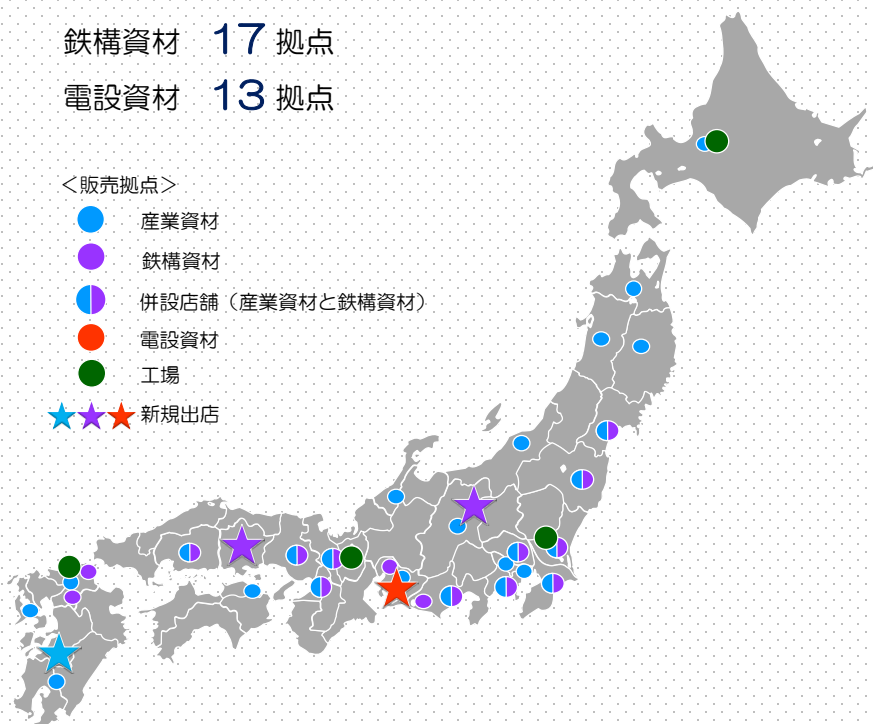 鉄構資材 17 拠点
電設資材 13 拠点
＜販売拠点＞
産業資材
鉄構資材
併設店舗（産業資材と鉄構資材）
電設資材
工場
新規出店